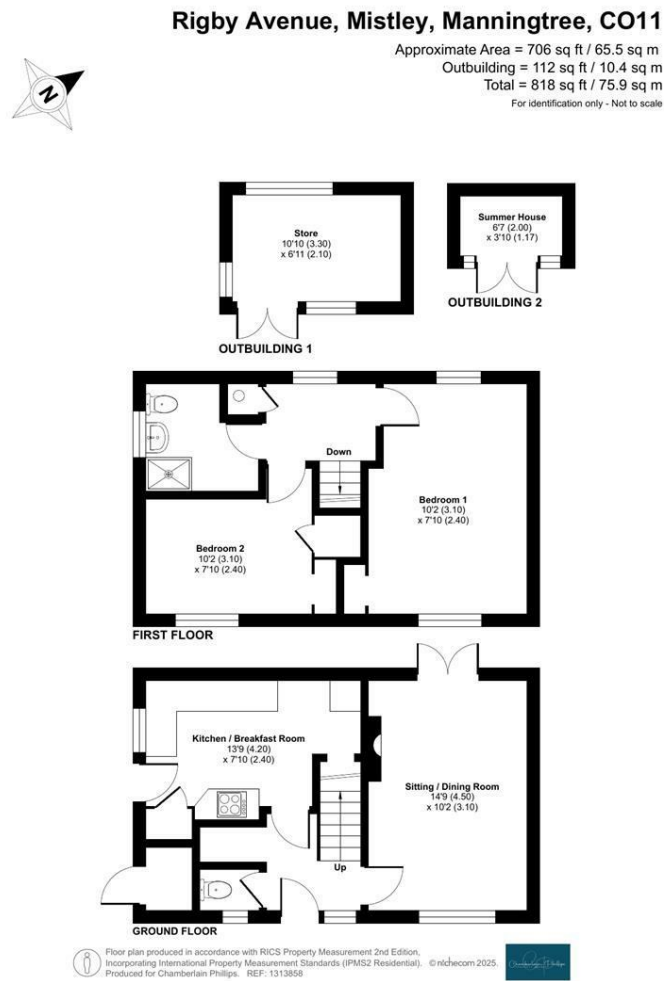 Rigby Avenue, Mistley, Manningtree, CO11
Approximate Area = 706 sq ft / 65.5 sq m
Outbuilding = 112 sq ft / 10.4 sq m
Total = 818 sq ft / 75.9 sq m
For identification only - Not to scale
N
Store
10'10 (3.30)
x 6'11 (2.10)
OUTBUILDING 1
Summer House
6'7 (2.00)
x 3'10 (1.17)
OUTBUILDING 2
Down
Bedroom 1
10'2 (3.10)
x 7'10 (2.40)
Bedroom 2
10'2 (3.10)
x 7'10 (2.40)
FIRST FLOOR
Kitchen / Breakfast Room
13'9 (4.20)
x 7'10 (2.40)
Sitting / Dining Room
14'9 (4.50)
x 10'2 (3.10)
Up
GROUND FLOOR
Floor plan produced in accordance with RICS Property Measurement 2nd Edition,
Incorporating International Property Measurement Standards (IPMS2 Residential). © nichecom 2025.
Produced for Chamberlain Phillips. REF: 1313858